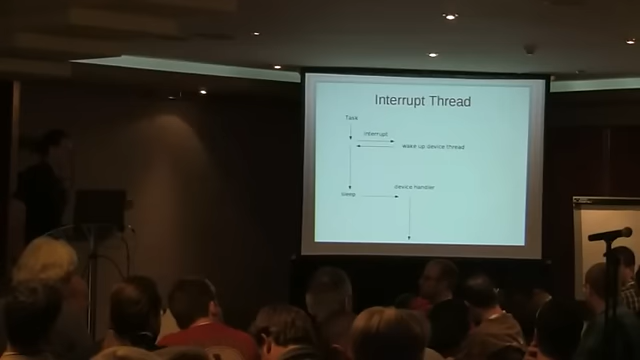 Interrupt Thread
Task
interrupt
wake up device thread
sleep
device handler